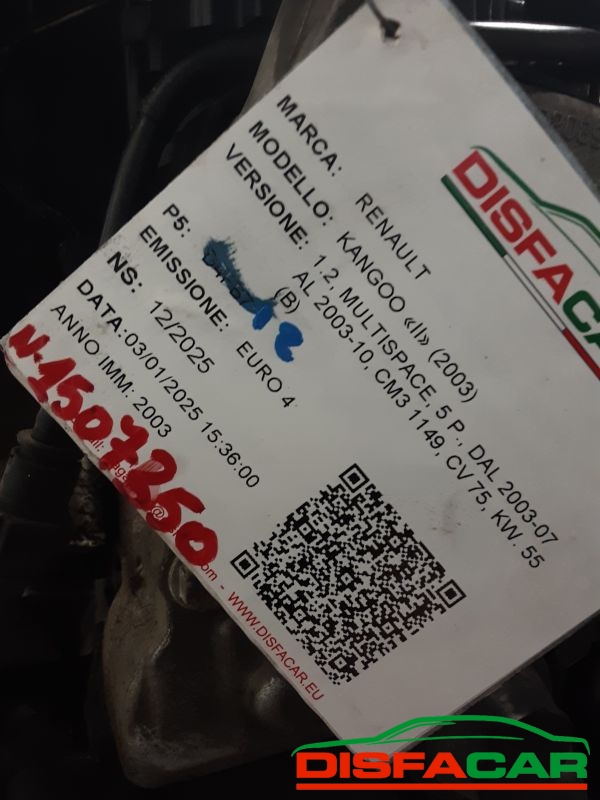 MARCA: RENAULT
MODELLO: KANGOO «II» (2003)
VERSIONE: 1.2, MULTISPACE, 5 P., DAL 2003-07
AL 2003-10, CM3 1149, CV 75, KW. 55
(B)
P5:
EMISSIONE: EURO 4
NS: 12/2025
DATA: 03/01/2025 15:36:00
ANNO IMM: 2003
N.1507350
om - WWW.DISFACAR.EU
DISFACAR
DISFACAR